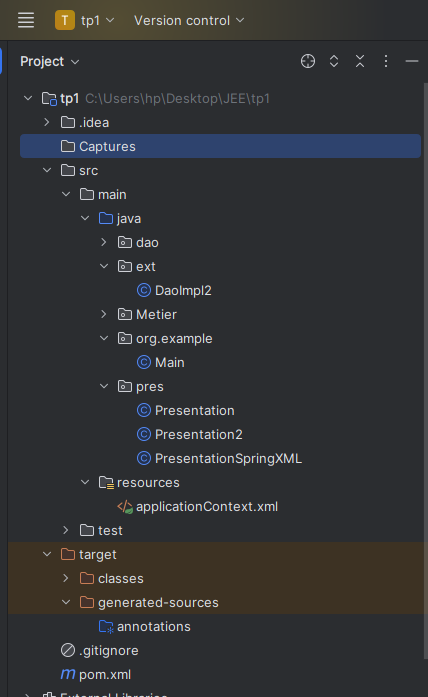 T tp1 Version control
Project
tp1 C:\Users\hp\Desktop\JEE\tp1
.idea
Captures
src
main
java
dao
ext
DaoImpl2
Metier
org.example
Main
pres
Presentation
Presentation2
PresentationSpringXML
resources
applicationContext.xml
test
target
classes
generated-sources
annotations
.gitignore
pom.xml
External Libraries